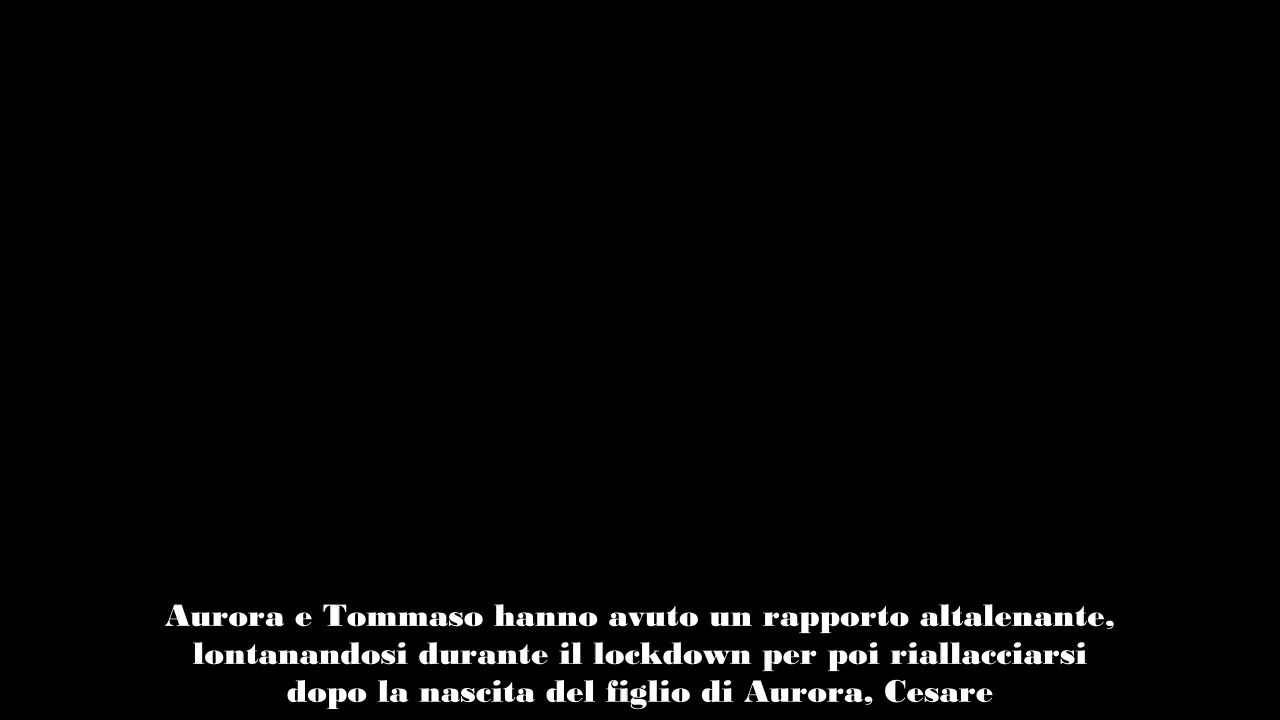 Aurora e Tommaso hanno avuto un rapporto altalenante,
lontanandosi durante il lockdown per poi riallacciarsi
dopo la nascita del figlio di Aurora, Cesare